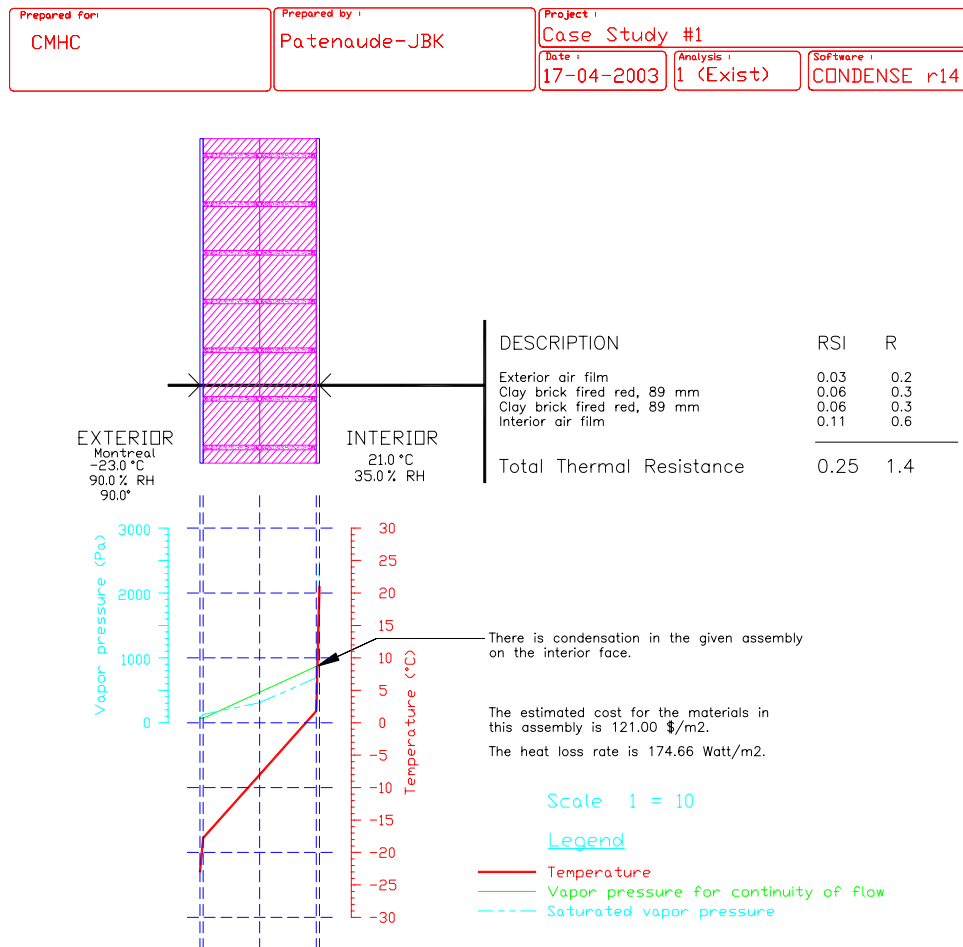 Prepared for:
CMHC
Prepared by :
Patenaude-JBK
Project :
Case Study #1
Date :
17-04-2003
Analysis :
1 (Exist)
Software :
CONDENSE r14
DESCRIPTION RSI R
Exterior air film 0.03 0.2
Clay brick fired red, 89 mm 0.06 0.3
Clay brick fired red, 89 mm 0.06 0.3
Interior air film 0.11 0.6
Total Thermal Resistance 0.25 1.4
EXTERIOR
Montreal
-23.0 °C
90.0 % RH
90.0°
INTERIOR
21.0 °C
35.0 % RH
Vapor pressure (Pa)
3000
2000
1000
0
30
25
20
15
10
5
0
-5
-10
-15
-20
-25
-30
Temperature (°C)
There is condensation in the given assembly
on the interior face.
The estimated cost for the materials in
this assembly is 121.00 $/m2.
The heat loss rate is 174.66 Watt/m2.
Scale 1 = 10
Legend
Temperature
Vapor pressure for continuity of flow
Saturated vapor pressure